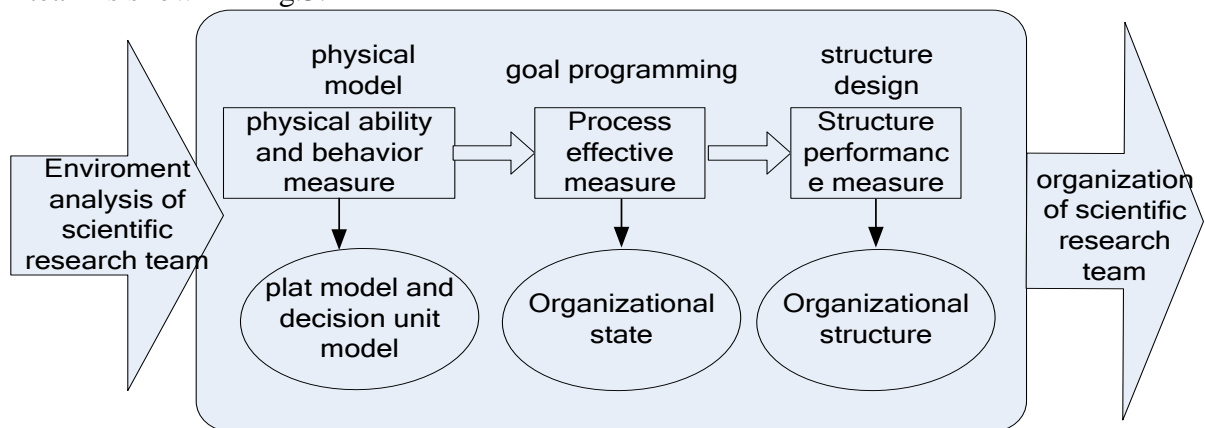 physical
model
goal programming
structure
design
physical ability
and behavior
measure
Process
effective
measure
Structure
performanc
e measure
Enviroment
analysis of
scientific
research team
organization
of scientific
research
team
plat model and
decision unit
model
Organizational
state
Organizational
structure